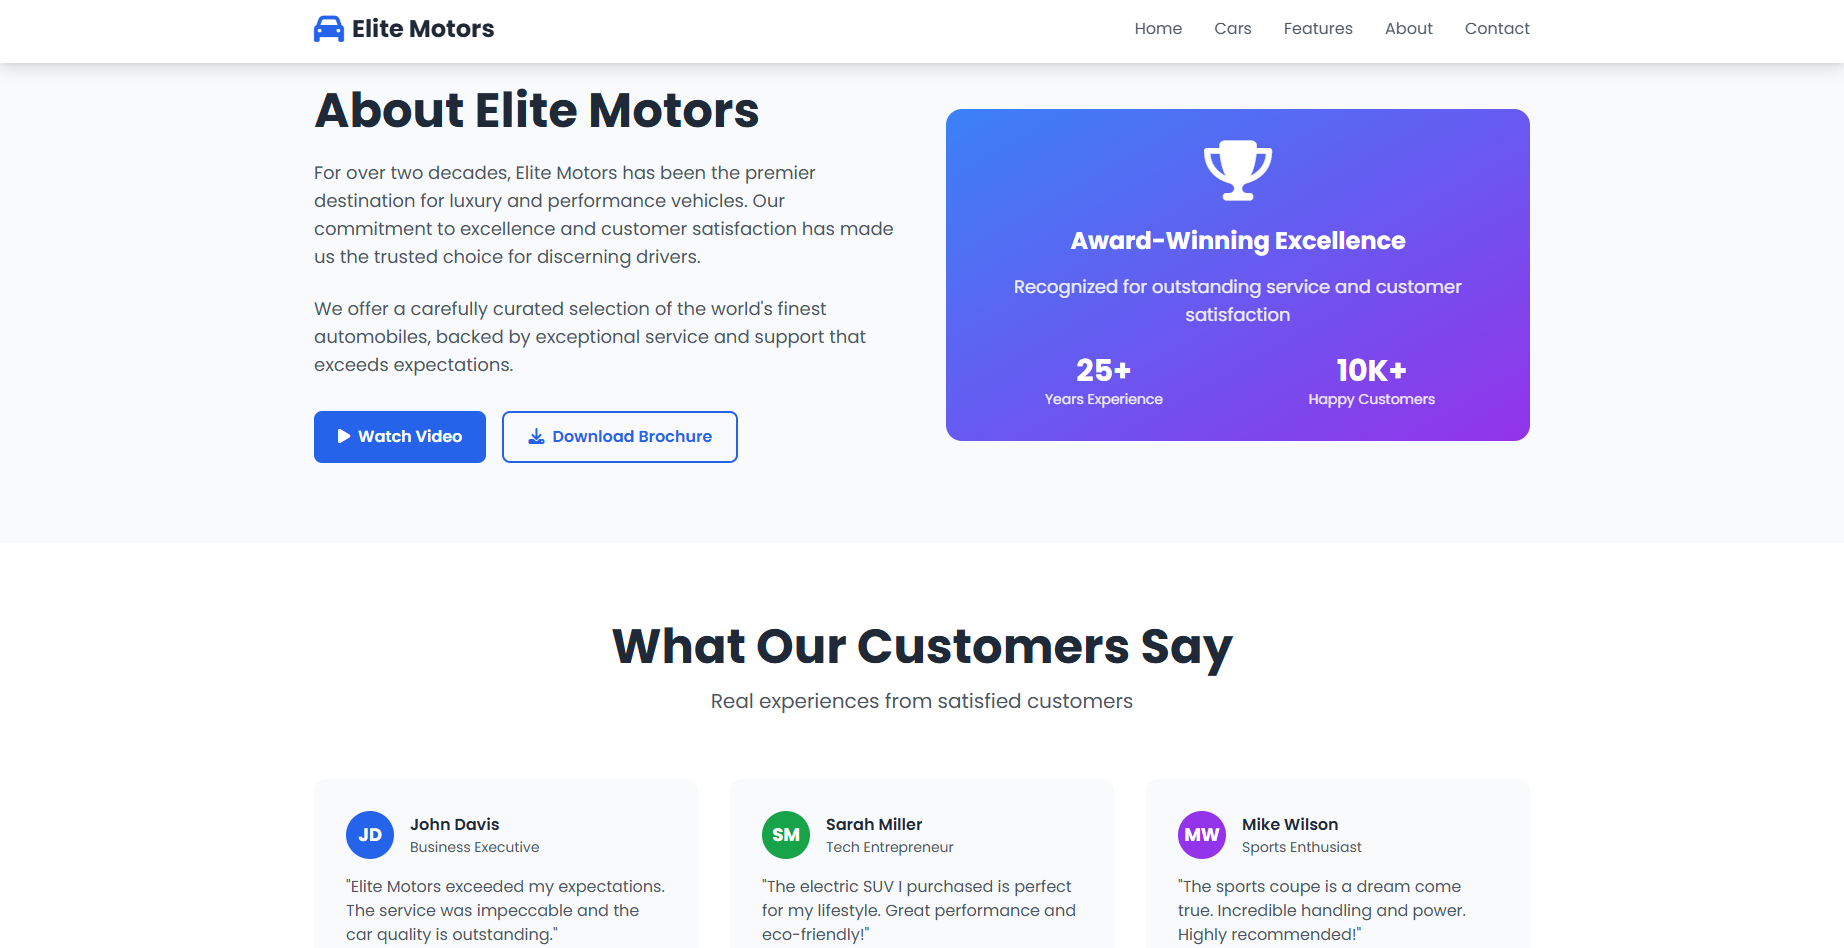 Elite Motors
Home Cars Features About Contact
About Elite Motors
For over two decades, Elite Motors has been the premier
destination for luxury and performance vehicles. Our
commitment to excellence and customer satisfaction has made
us the trusted choice for discerning drivers.
We offer a carefully curated selection of the world's finest
automobiles, backed by exceptional service and support that
exceeds expectations.
Watch Video
Download Brochure
Award-Winning Excellence
Recognized for outstanding service and customer
satisfaction
25+
Years Experience
10K+
Happy Customers
What Our Customers Say
Real experiences from satisfied customers
JD
John Davis
Business Executive
"Elite Motors exceeded my expectations.
The service was impeccable and the
car quality is outstanding."
SM
Sarah Miller
Tech Entrepreneur
"The electric SUV I purchased is perfect
for my lifestyle. Great performance and
eco-friendly!"
MW
Mike Wilson
Sports Enthusiast
"The sports coupe is a dream come
true. Incredible handling and power.
Highly recommended!"